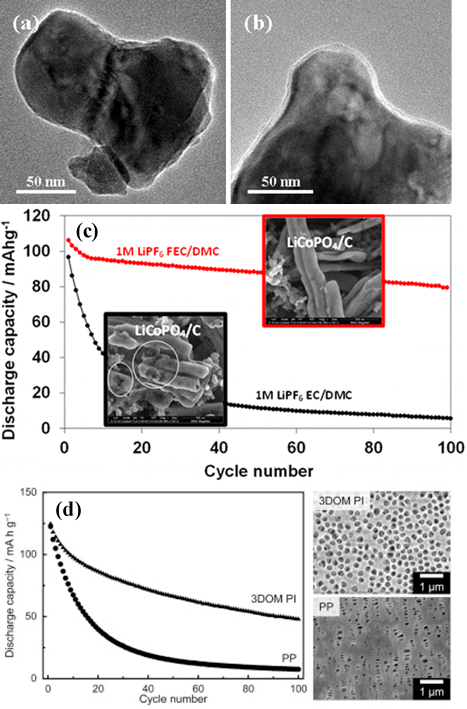 (a)
50 nm
(b)
50 nm
(c)
Discharge capacity / mAhg-1
120
100
80
60
40
20
0
1M LiPF6 FEC/DMC
LiCoPO4/C
LiCoPO4/C
1M LiPF6 EC/DMC
0 20 40 60 80 100
Cycle number
(d)
Discharge capacity / mA h g−1
150
100
50
0
3DOM PI
PP
0 20 40 60 80 100
Cycle number
3DOM PI
1 μm
PP
1 μm